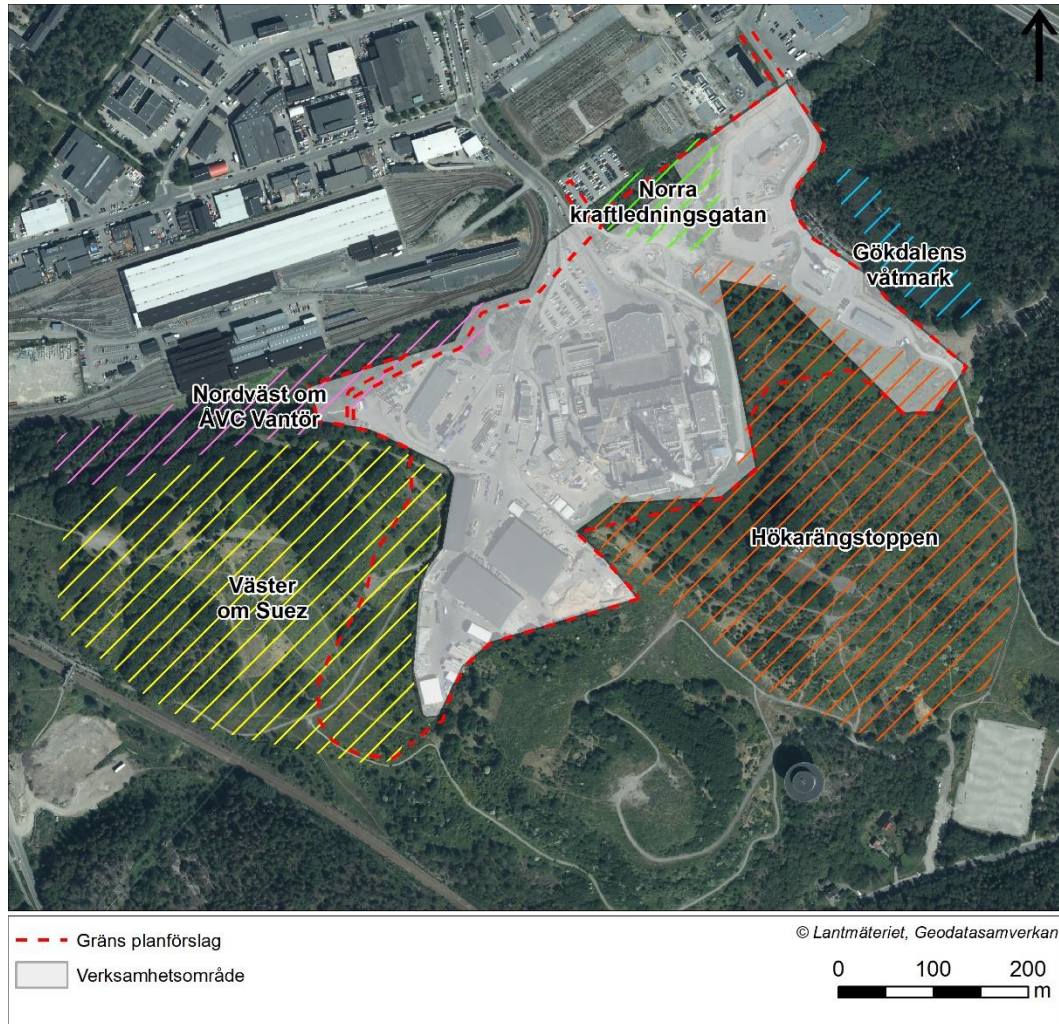 Norra
kraftledningsgatan
Gökdalens
våtmark
Nordväst om
ÅVC Vantör
Hökarängstoppen
Väster
om Suez
Gräns planförslag
Verksamhetsområde
© Lantmäteriet, Geodatasamverkan
0 100 200
m